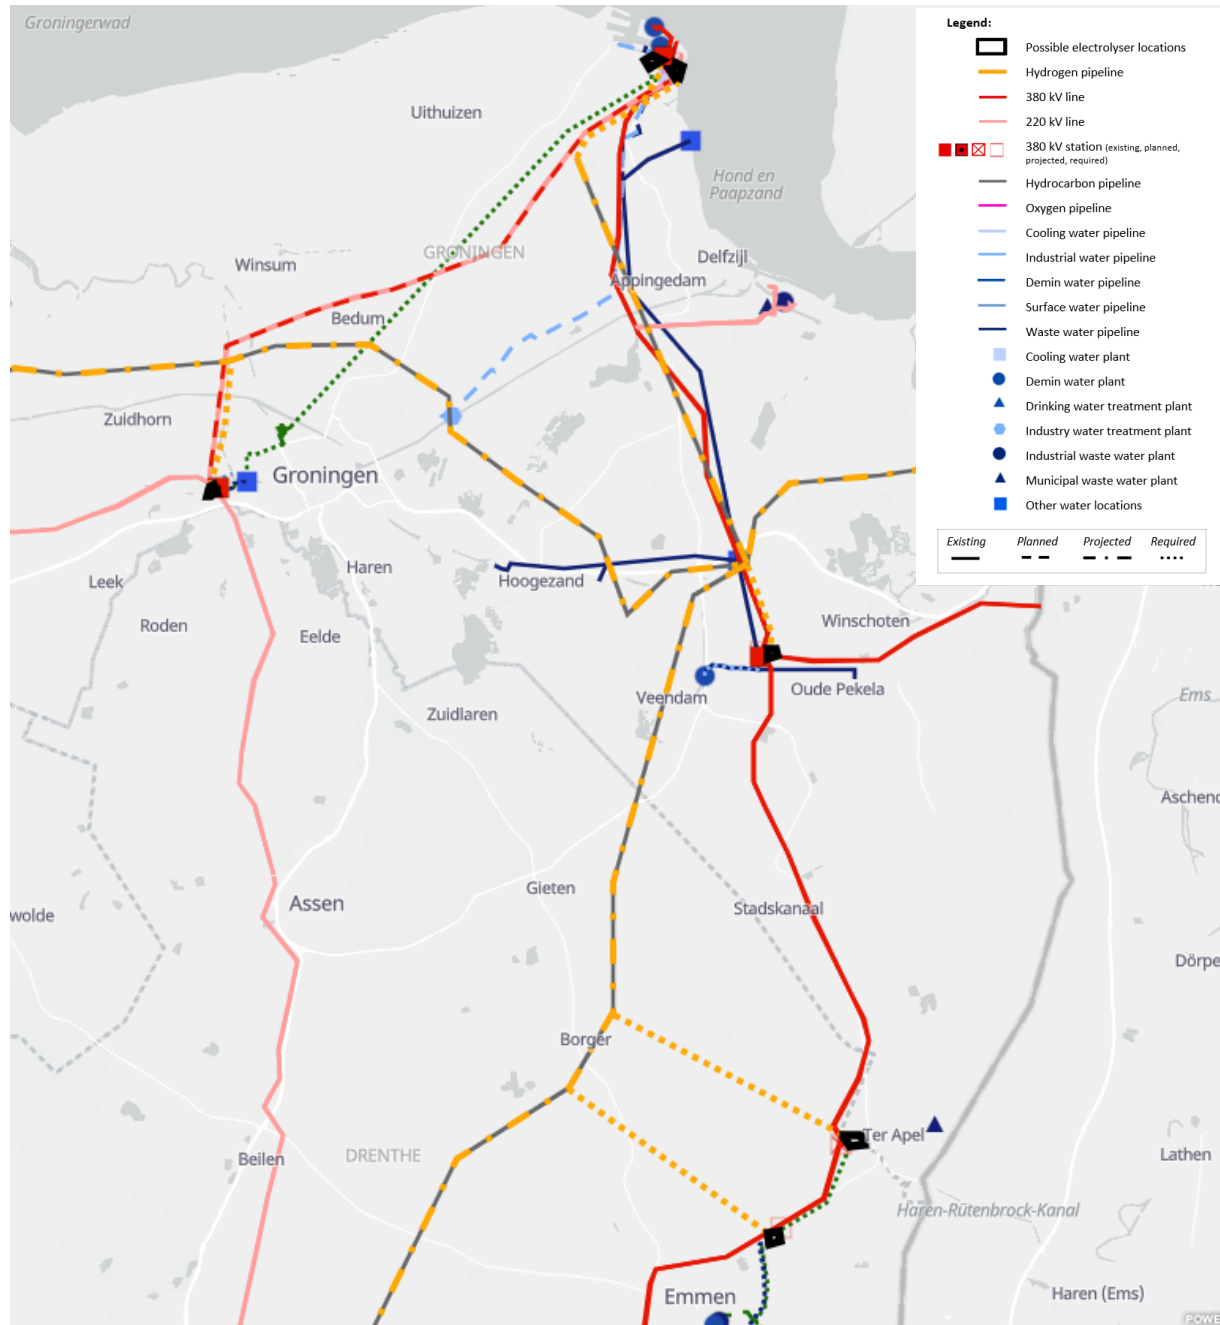 Groningerwad
Legend:
Possible electrolyser locations
Hydrogen pipeline
380 kV line
220 kV line
380 kV station (existing, planned,
projected, required)
Hydrocarbon pipeline
Oxygen pipeline
Cooling water pipeline
Industrial water pipeline
Demin water pipeline
Surface water pipeline
Waste water pipeline
Cooling water plant
Demin water plant
Drinking water treatment plant
Industry water treatment plant
Industrial waste water plant
Municipal waste water plant
Other water locations
Existing
Planned
Projected
Required
Uithuizen
Hond en
Paapzand
GRONINGEN
Winsum
Delfzijl
Appingedam
Bedum
Zuidhorn
Groningen
Haren
Leek
Hoogezand
Roden
Eelde
Winschoten
Veendam
Oude Pekela
Zuidlaren
Ems
Aschend
Gieten
Assen
Stadskanaal
wolde
Dörpe
Borger
Ter Apel
DRENTHE
Beilen
Lathen
Haren-Rütenbrock-Kanal
Emmen
Haren (Ems)
POWE